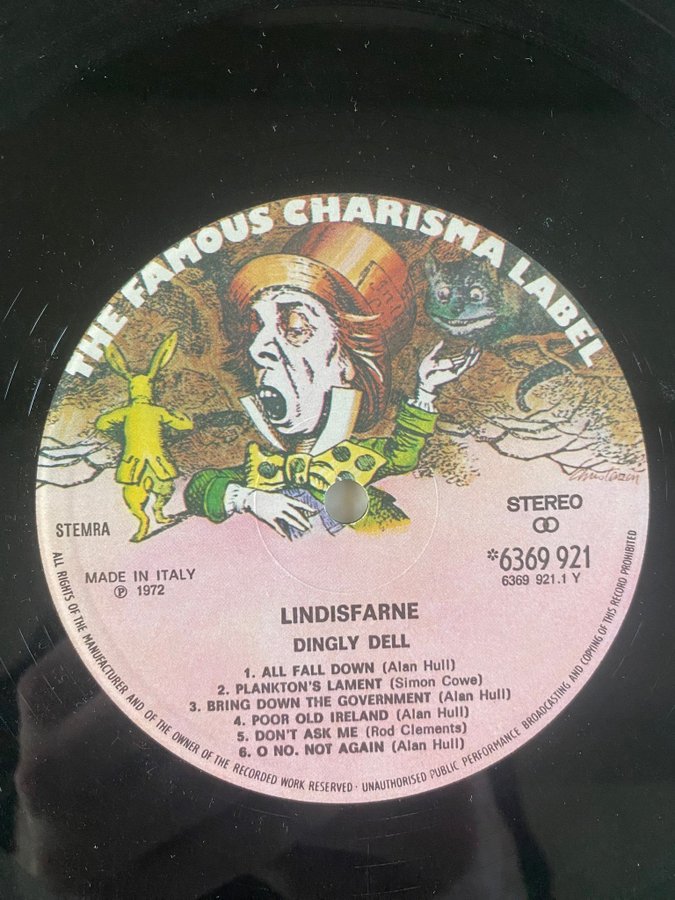 THE FAMOUS CHARISMA LABEL
STEMRA
STEREO
MADE IN ITALY
℗ 1972
*6369 921
6369 921.1 Y
LINDISFARNE
DINGLY DELL
1. ALL FALL DOWN (Alan Hull)
2. PLANKTON'S LAMENT (Simon Cowe)
3. BRING DOWN THE GOVERNMENT (Alan Hull)
4. POOR OLD IRELAND (Alan Hull)
5. DON'T ASK ME (Rod Clements)
6. O NO. NOT AGAIN (Alan Hull)
ALL RIGHTS OF THE MANUFACTURER AND OF THE OWNER OF THE RECORDED WORK RESERVED · UNAUTHORISED PUBLIC PERFORMANCE BROADCASTING AND COPYING OF THIS RECORD PROHIBITED